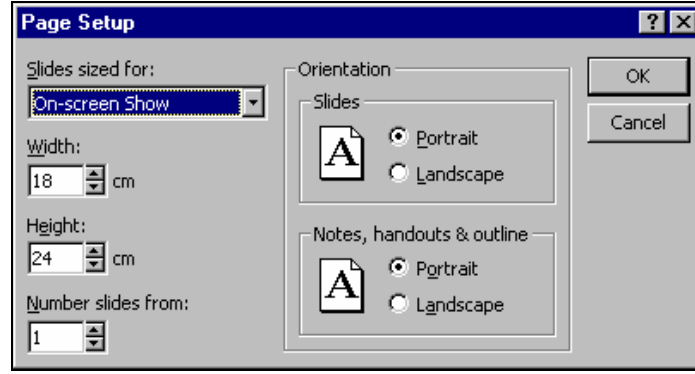 Page Setup
Slides sized for:
On-screen Show
Width:
18 cm
Height:
24 cm
Number slides from:
1
Orientation
Slides
A
Portrait
Landscape
Notes, handouts & outline
A
Portrait
Landscape
OK
Cancel